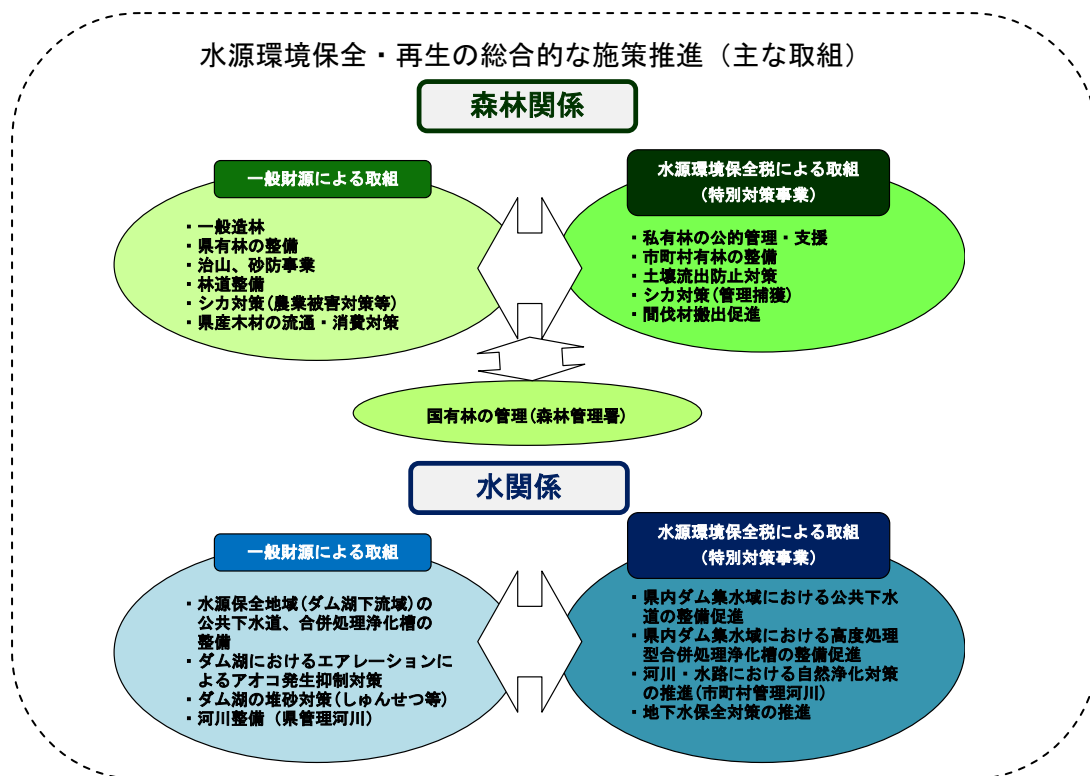 水源環境保全・再生の総合的な施策推進（主な取組）
森林関係
一般財源による取組
・一般造林
・県有林の整備
・治山、砂防事業
・林道整備
・シカ対策(農業被害対策等)
・県産木材の流通・消費対策
水源環境保全税による取組
（特別対策事業）
・私有林の公的管理・支援
・市町村有林の整備
・土壌流出防止対策
・シカ対策(管理捕獲)
・間伐材搬出促進
国有林の管理(森林管理署)
水関係
一般財源による取組
・水源保全地域(ダム湖下流域)の
公共下水道、合併処理浄化槽の
整備
・ダム湖におけるエアレーションに
よるアオコ発生抑制対策
・ダム湖の堆砂対策(しゅんせつ等)
・河川整備（県管理河川）
水源環境保全税による取組
（特別対策事業）
・県内ダム集水域における公共下水
道の整備促進
・県内ダム集水域における高度処理
型合併処理浄化槽の整備促進
・河川・水路における自然浄化対策
の推進(市町村管理河川)
・地下水保全対策の推進